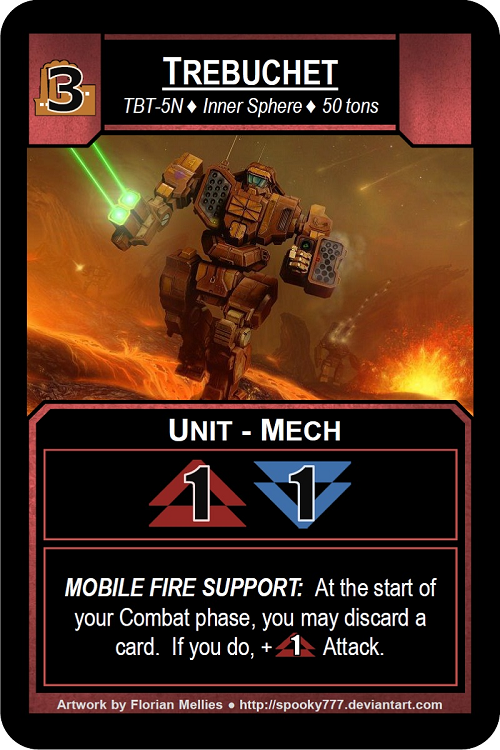 3
TREBUCHET
TBT-5N ♦ Inner Sphere ♦ 50 tons
UNIT - MECH
1 1
MOBILE FIRE SUPPORT: At the start of
your Combat phase, you may discard a
card. If you do, + 1 Attack.
Artwork by Florian Mellies ● http://spooky777.deviantart.com